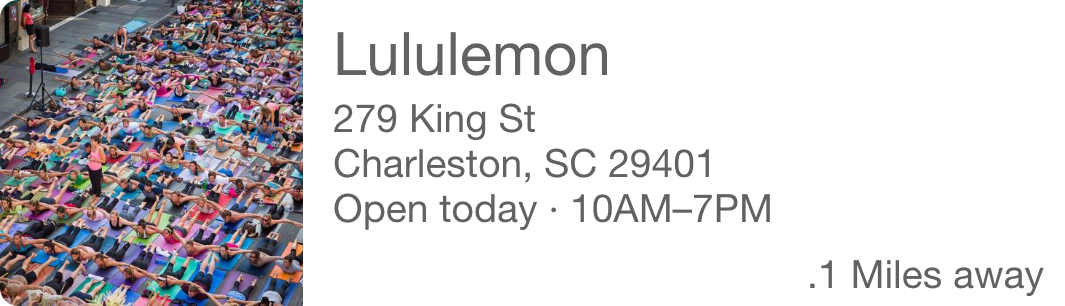 Lululemon
279 King St
Charleston, SC 29401
Open today · 10AM–7PM
.1 Miles away